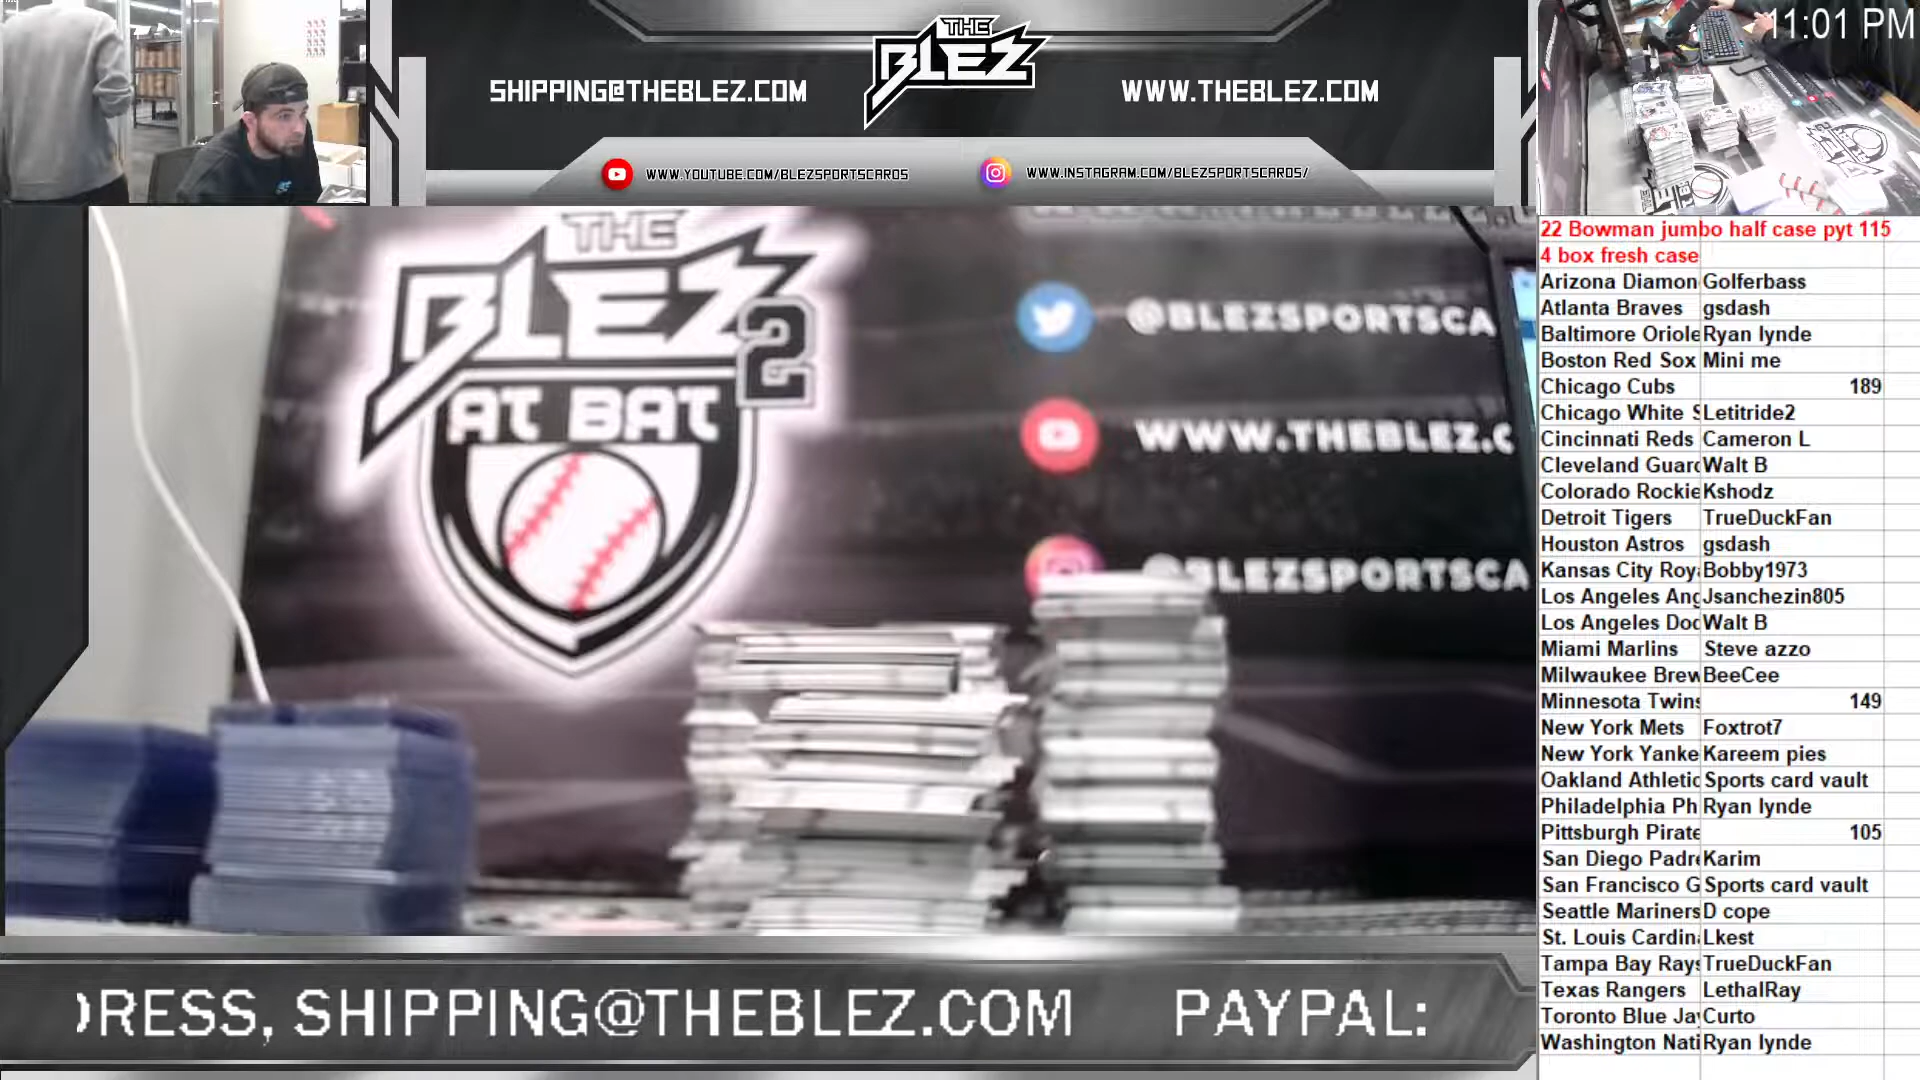 THE
BLEZ
SHIPPING@THEBLEZ.COM
WWW.THEBLEZ.COM
WWW.YOUTUBE.COM/BLEZSPORTSCARDS
WWW.INSTAGRAM.COM/BLEZSPORTSCARDS/
11:01 PM
THE
BLEZ 2
AT BAT
@BLEZSPORTSCA
WWW.THEBLEZ.C
@BLEZSPORTSCA
22 Bowman jumbo half case pyt 115
4 box fresh case
Arizona Diamon Golferbass
Atlanta Braves gsdash
Baltimore Oriole Ryan lynde
Boston Red Sox Mini me
Chicago Cubs 189
Chicago White S Letitride2
Cincinnati Reds Cameron L
Cleveland Guard Walt B
Colorado Rockie Kshodz
Detroit Tigers TrueDuckFan
Houston Astros gsdash
Kansas City Roya Bobby1973
Los Angeles Ang Jsanchezin805
Los Angeles Dod Walt B
Miami Marlins Steve azzo
Milwaukee Brew BeeCee
Minnesota Twins 149
New York Mets Foxtrot7
New York Yanke Kareem pies
Oakland Athletic Sports card vault
Philadelphia Ph Ryan lynde
Pittsburgh Pirate 105
San Diego Padre Karim
San Francisco G Sports card vault
Seattle Mariners D cope
St. Louis Cardina Lkest
Tampa Bay Rays TrueDuckFan
Texas Rangers LethalRay
Toronto Blue Jay Curto
Washington Nati Ryan lynde
DRESS, SHIPPING@THEBLEZ.COM PAYPAL: